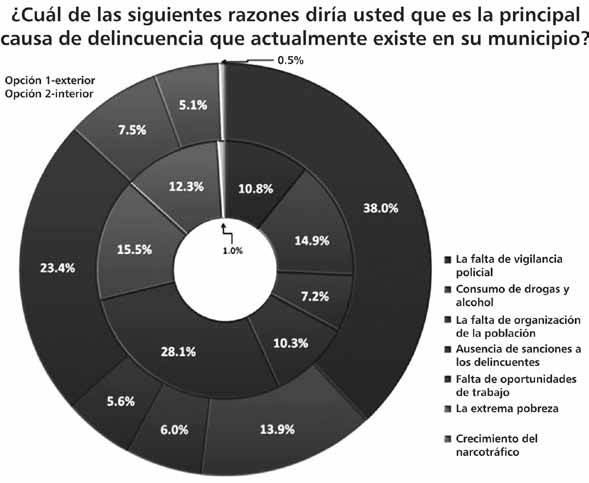 ¿Cuál de las siguientes razones diría usted que es la principal
causa de delincuencia que actualmente existe en su municipio?
Opción 1-exterior
Opción 2-interior
0.5%
5.1%
7.5%
12.3%
10.8%
38.0%
14.9%
15.5%
1.0%
23.4%
7.2%
10.3%
28.1%
5.6%
6.0%
13.9%
La falta de vigilancia
policial
Consumo de drogas y
alcohol
La falta de organización
de la población
Ausencia de sanciones a
los delincuentes
Falta de oportunidades
de trabajo
La extrema pobreza
Crecimiento del
narcotráfico